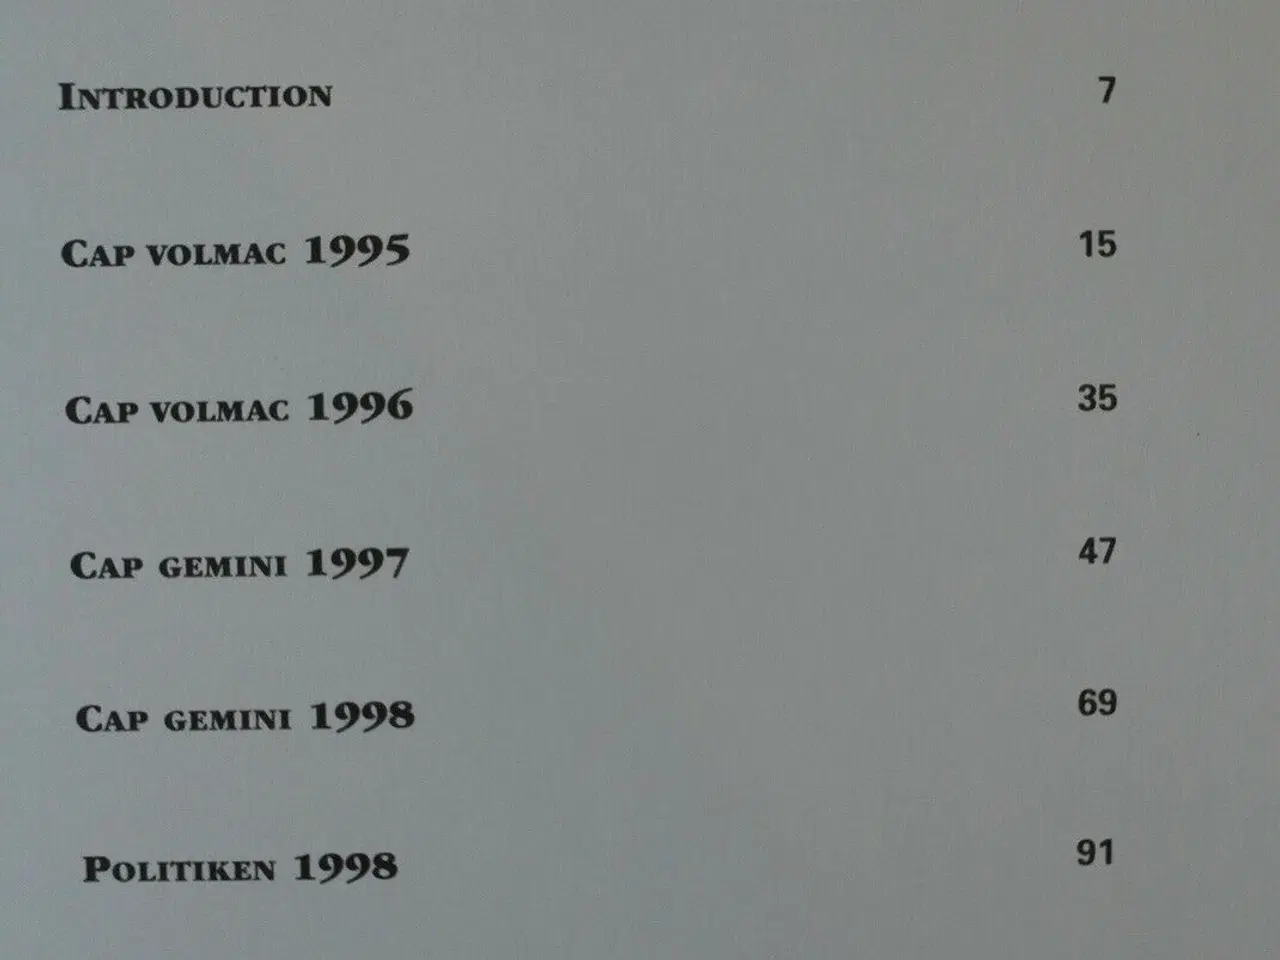 Introduction 7
Cap volmac 1995 15
Cap volmac 1996 35
Cap gemini 1997 47
Cap gemini 1998 69
Politiken 1998 91